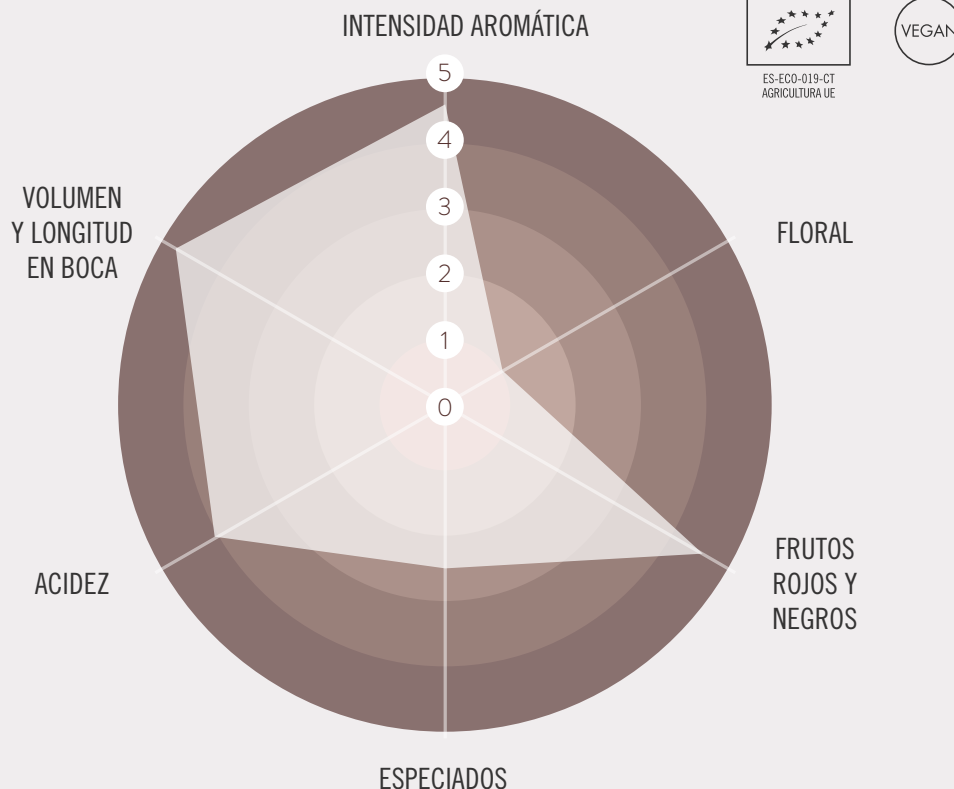 INTENSIDAD AROMÁTICA
VEGAN
ES-ECO-019-CT
AGRICULTURA UE
5
4
3
2
1
0
VOLUMEN
Y LONGITUD
EN BOCA
FLORAL
ACIDEZ
FRUTOS
ROJOS Y
NEGROS
ESPECIADOS